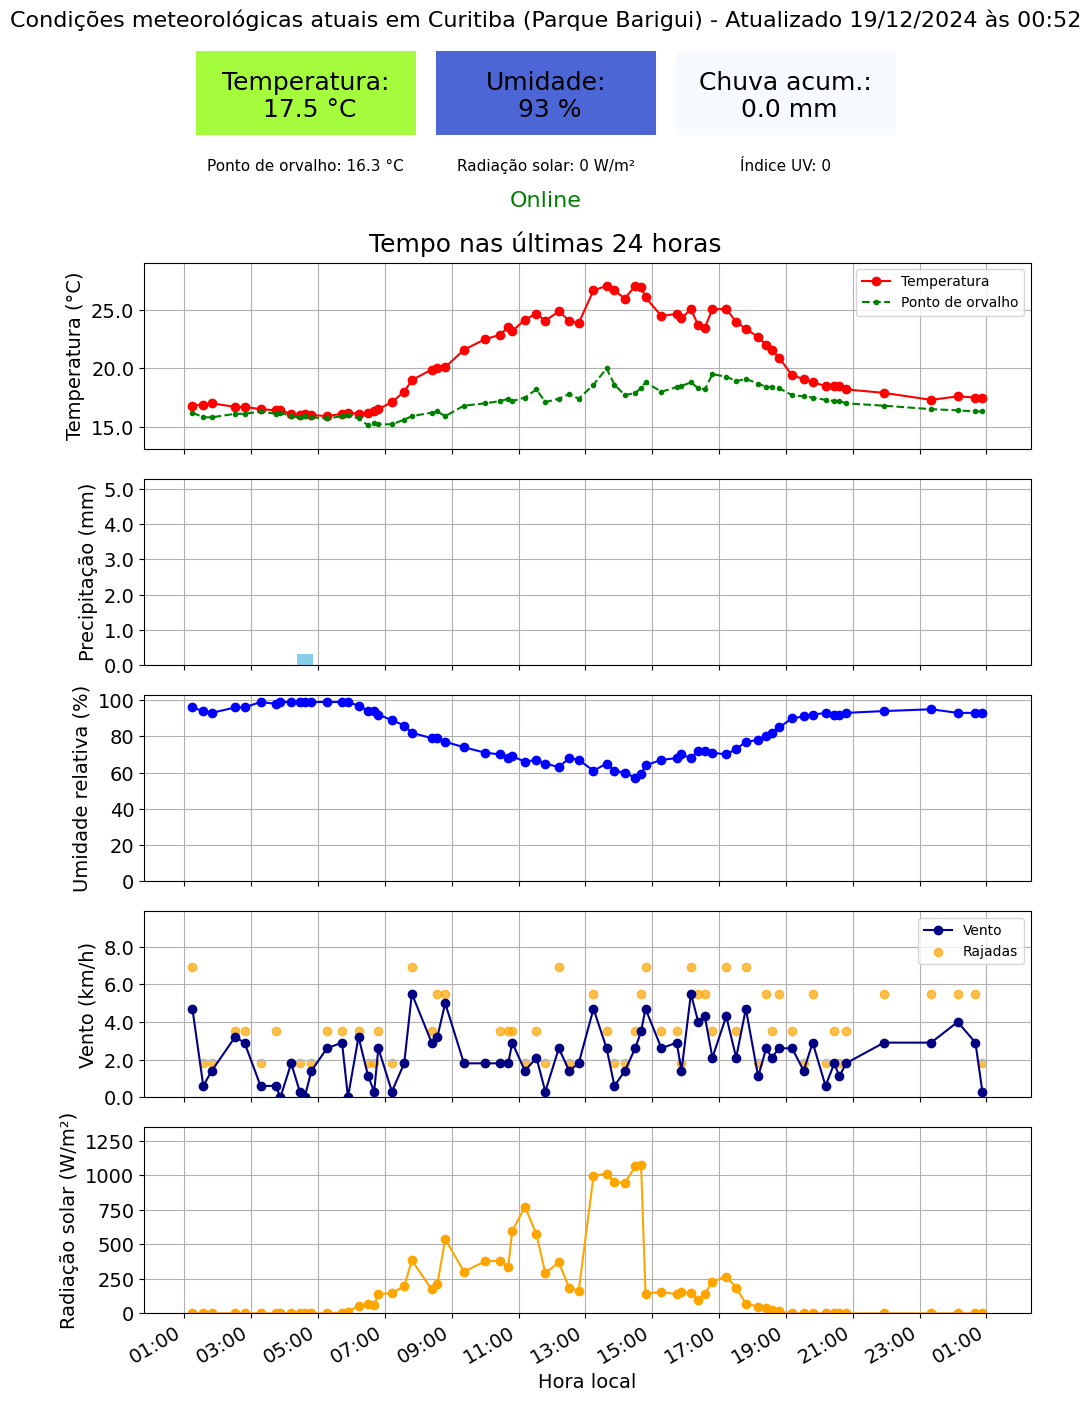 Condições meteorológicas atuais em Curitiba (Parque Barigui) - Atualizado 19/12/2024 às 00:52
Temperatura:
17.5 °C
Umidade:
93 %
Chuva acum.:
0.0 mm
Ponto de orvalho: 16.3 °C
Radiação solar: 0 W/m²
Índice UV: 0
Online
Tempo nas últimas 24 horas
Temperatura (°C)
25.0
20.0
15.0
Temperatura
Ponto de orvalho
Precipitação (mm)
5.0
4.0
3.0
2.0
1.0
0.0
Umidade relativa (%)
100
80
60
40
20
0
Vento (km/h)
8.0
6.0
4.0
2.0
0.0
Vento
Rajadas
Radiação solar (W/m²)
1250
1000
750
500
250
0
01:00
03:00
05:00
07:00
09:00
11:00
13:00
15:00
17:00
19:00
21:00
23:00
01:00
Hora local